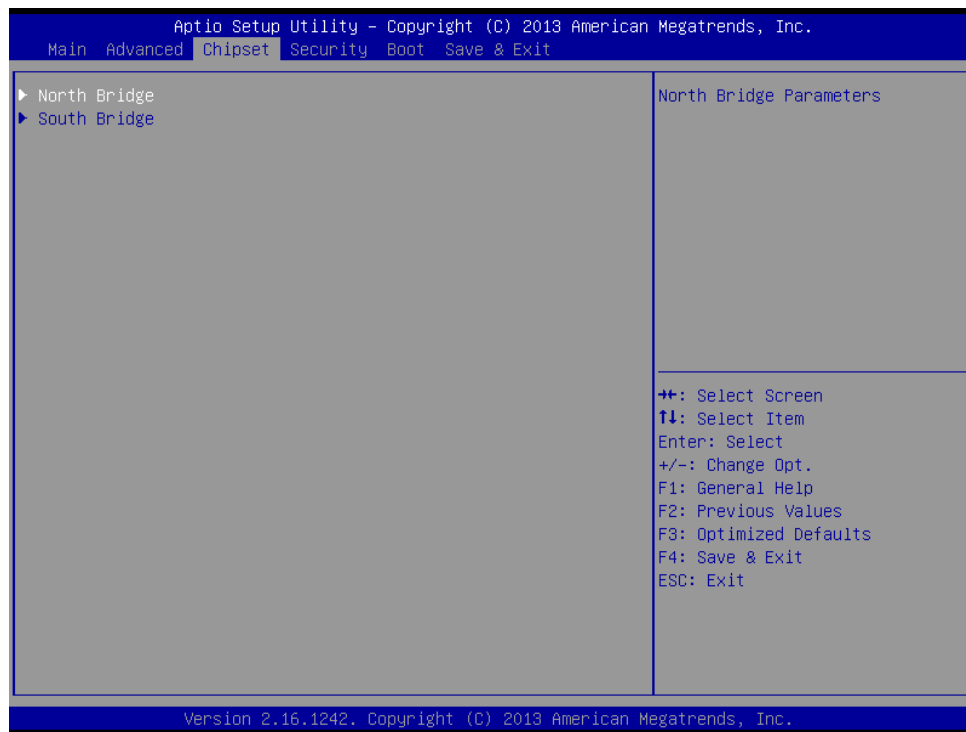 Aptio Setup Utility – Copyright (C) 2013 American Megatrends, Inc.
Main Advanced Chipset Security Boot Save & Exit
▶ North Bridge
▶ South Bridge
North Bridge Parameters
→←: Select Screen
↑↓: Select Item
Enter: Select
+/-: Change Opt.
F1: General Help
F2: Previous Values
F3: Optimized Defaults
F4: Save & Exit
ESC: Exit
Version 2.16.1242. Copyright (C) 2013 American Megatrends, Inc.